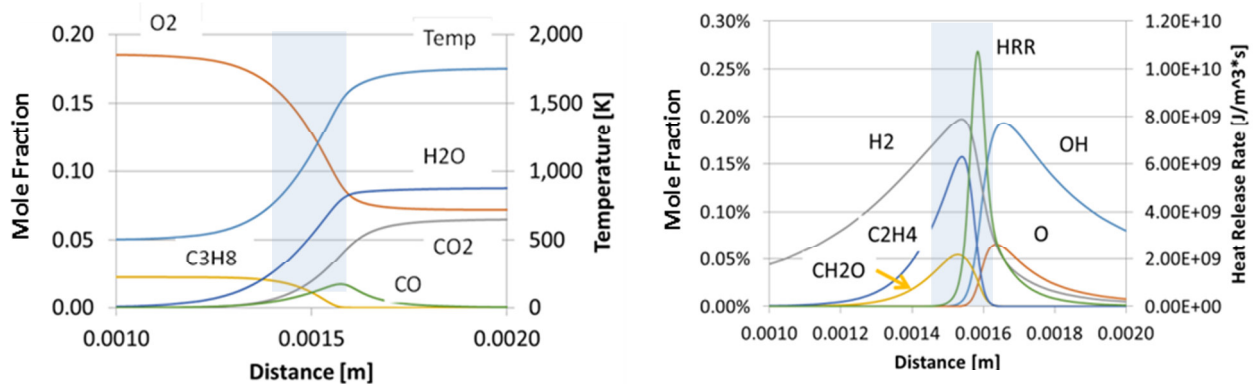 O2
0.20
2,000
Temp
0.15
1,500
H2O
0.10
1,000
0.05
C3H8
CO2
500
CO
0.00
0
0.0010
0.0015
0.0020
Distance [m]
Mole Fraction
Temperature [K]
0.30%
1.20E+10
HRR
0.25%
1.00E+10
0.20%
8.00E+09
H2
OH
0.15%
6.00E+09
0.10%
C2H4
O
4.00E+09
CH2O
0.05%
2.00E+09
0.00%
0.00E+00
0.0010
0.0012
0.0014
0.0016
0.0018
0.0020
Distance [m]
Mole Fraction
Heat Release Rate [J/m^3*s]